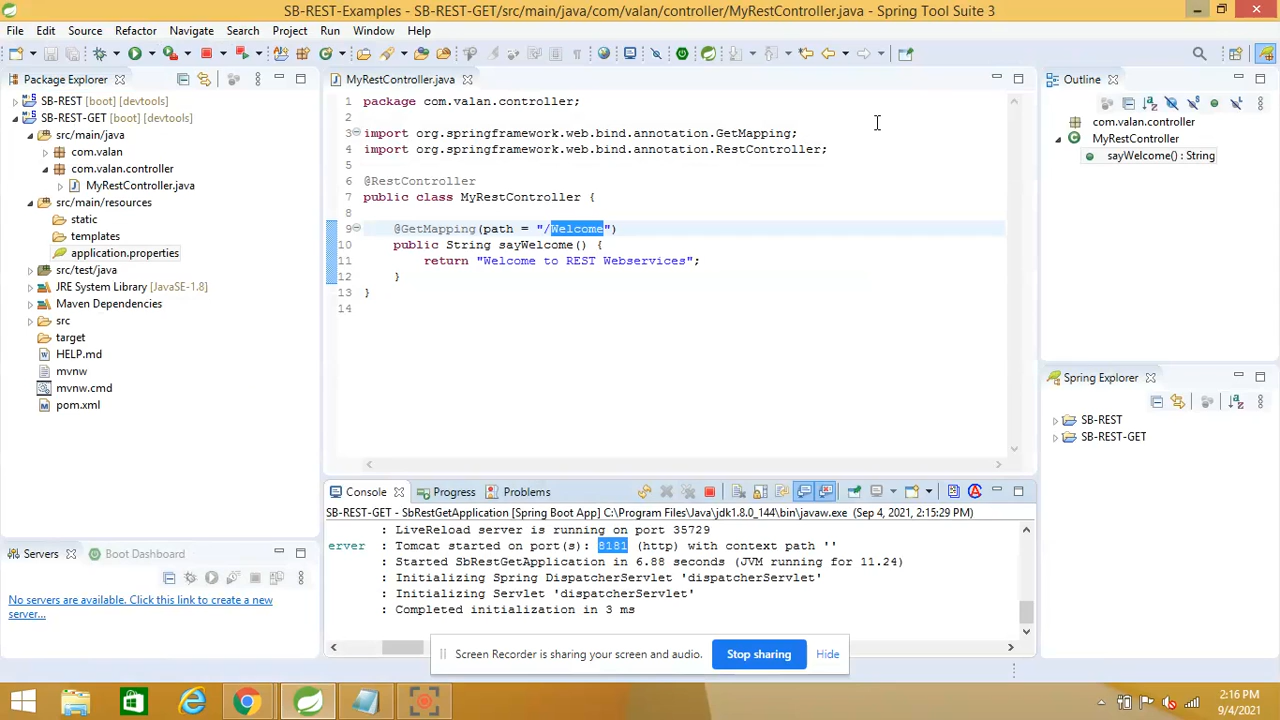 SB-REST-Examples - SB-REST-GET/src/main/java/com/valan/controller/MyRestController.java - Spring Tool Suite 3
File Edit Source Refactor Navigate Search Project Run Window Help
Package Explorer
SB-REST [boot] [devtools]
SB-REST-GET [boot] [devtools]
src/main/java
com.valan
com.valan.controller
MyRestController.java
src/main/resources
static
templates
application.properties
src/test/java
JRE System Library [JavaSE-1.8]
Maven Dependencies
src
target
HELP.md
mvnw
mvnw.cmd
pom.xml
MyRestController.java
1 package com.valan.controller;
2
3 import org.springframework.web.bind.annotation.GetMapping;
4 import org.springframework.web.bind.annotation.RestController;
5
6 @RestController
7 public class MyRestController {
8
9 @GetMapping(path = "/Welcome")
10 public String sayWelcome() {
11 return "Welcome to REST Webservices";
12 }
13 }
14
Outline
com.valan.controller
MyRestController
sayWelcome() : String
Spring Explorer
SB-REST
SB-REST-GET
Servers Boot Dashboard
No servers are available. Click this link to create a new
server...
Console Progress Problems
SB-REST-GET - SbRestGetApplication [Spring Boot App] C:\Program Files\Java\jdk1.8.0_144\bin\javaw.exe (Sep 4, 2021, 2:15:29 PM)
: LiveReload server is running on port 35729
erver : Tomcat started on port(s): 8181 (http) with context path ''
: Started SbRestGetApplication in 6.88 seconds (JVM running for 11.24)
: Initializing Spring DispatcherServlet 'dispatcherServlet'
: Initializing Servlet 'dispatcherServlet'
: Completed initialization in 3 ms
Screen Recorder is sharing your screen and audio. Stop sharing Hide
2:16 PM
9/4/2021